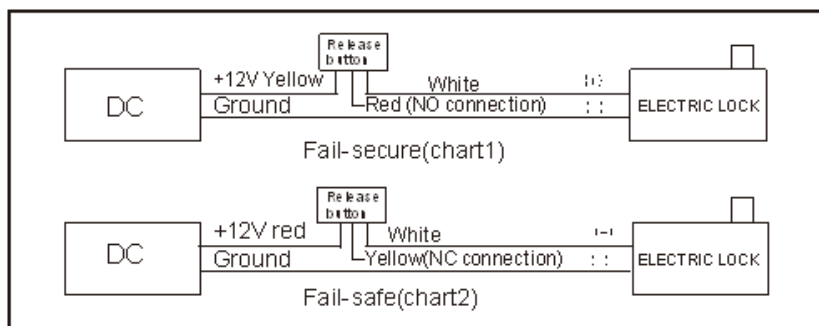 Release
button
+12V Yellow
White
DC
Ground
Red (NO connection)
ELECTRIC LOCK
Fail-secure(chart1)
Release
button
+12V red
White
DC
Ground
Yellow(NC connection)
ELECTRIC LOCK
Fail-safe(chart2)